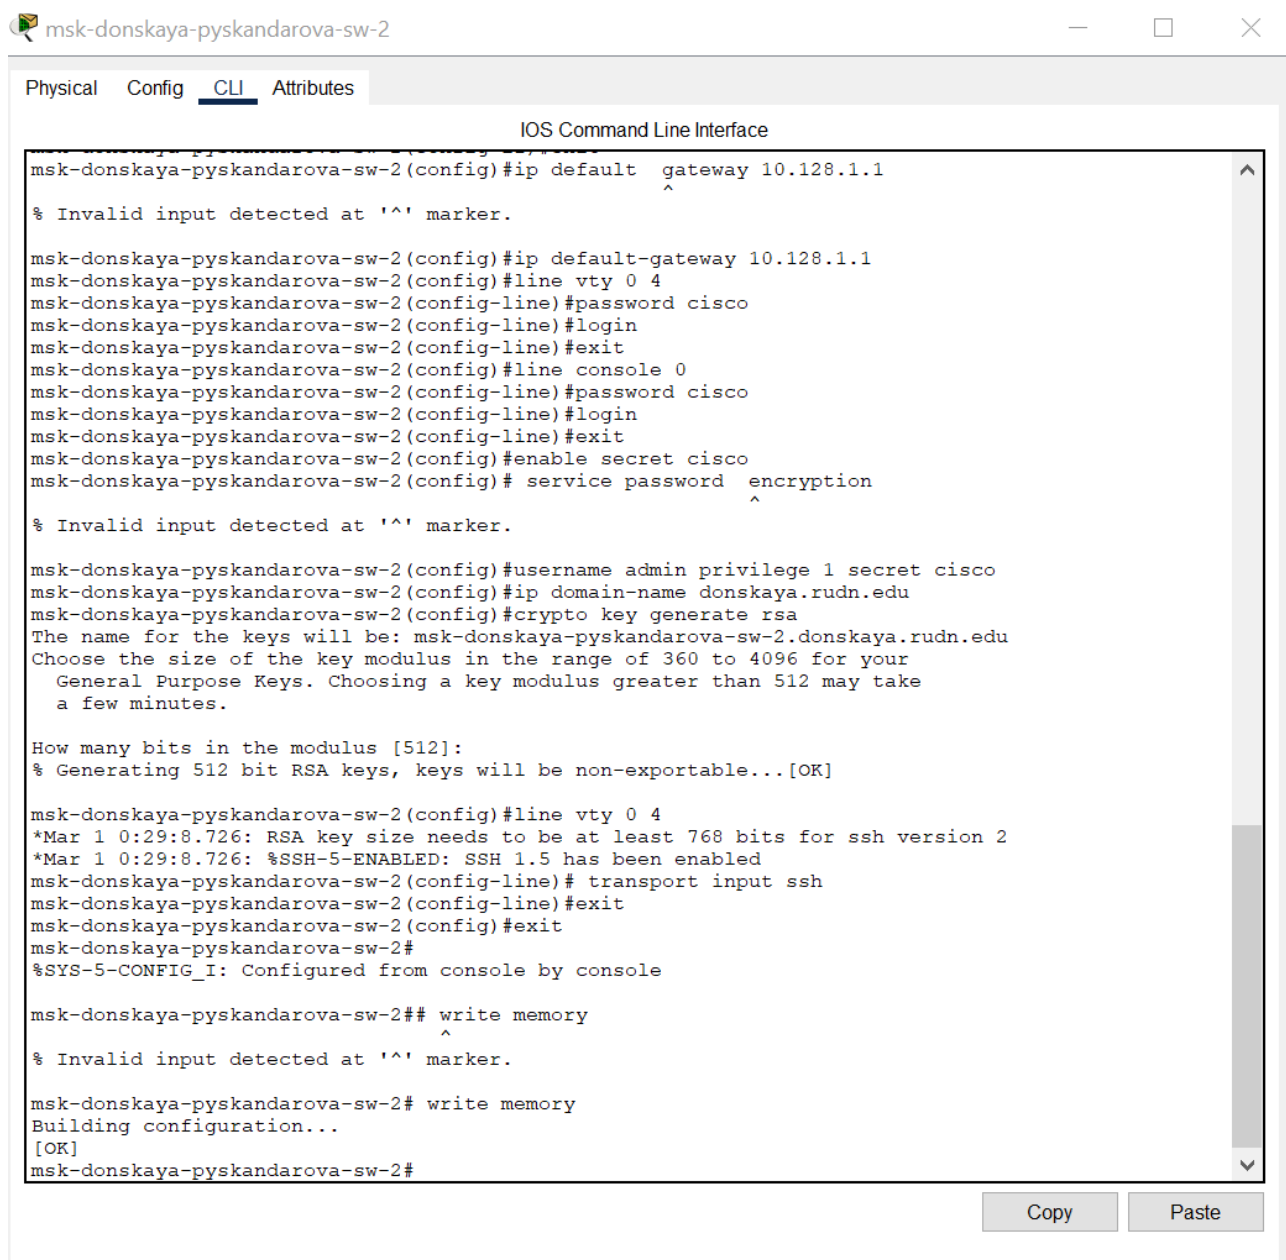 msk-donskaya-pyskandarova-sw-2
Physical Config CLI Attributes
IOS Command Line Interface
msk-donskaya-pyskandarova-sw-2(config)#ip default  gateway 10.128.1.1
^
% Invalid input detected at '^' marker.
msk-donskaya-pyskandarova-sw-2(config)#ip default-gateway 10.128.1.1
msk-donskaya-pyskandarova-sw-2(config)#line vty 0 4
msk-donskaya-pyskandarova-sw-2(config-line)#password cisco
msk-donskaya-pyskandarova-sw-2(config-line)#login
msk-donskaya-pyskandarova-sw-2(config-line)#exit
msk-donskaya-pyskandarova-sw-2(config)#line console 0
msk-donskaya-pyskandarova-sw-2(config-line)#password cisco
msk-donskaya-pyskandarova-sw-2(config-line)#login
msk-donskaya-pyskandarova-sw-2(config-line)#exit
msk-donskaya-pyskandarova-sw-2(config)#enable secret cisco
msk-donskaya-pyskandarova-sw-2(config)# service password  encryption
^
% Invalid input detected at '^' marker.
msk-donskaya-pyskandarova-sw-2(config)#username admin privilege 1 secret cisco
msk-donskaya-pyskandarova-sw-2(config)#ip domain-name donskaya.rudn.edu
msk-donskaya-pyskandarova-sw-2(config)#crypto key generate rsa
The name for the keys will be: msk-donskaya-pyskandarova-sw-2.donskaya.rudn.edu
Choose the size of the key modulus in the range of 360 to 4096 for your
General Purpose Keys. Choosing a key modulus greater than 512 may take
a few minutes.
How many bits in the modulus [512]:
% Generating 512 bit RSA keys, keys will be non-exportable...[OK]
msk-donskaya-pyskandarova-sw-2(config)#line vty 0 4
*Mar 1 0:29:8.726: RSA key size needs to be at least 768 bits for ssh version 2
*Mar 1 0:29:8.726: %SSH-5-ENABLED: SSH 1.5 has been enabled
msk-donskaya-pyskandarova-sw-2(config-line)# transport input ssh
msk-donskaya-pyskandarova-sw-2(config-line)#exit
msk-donskaya-pyskandarova-sw-2(config)#exit
msk-donskaya-pyskandarova-sw-2#
%SYS-5-CONFIG_I: Configured from console by console
msk-donskaya-pyskandarova-sw-2## write memory
^
% Invalid input detected at '^' marker.
msk-donskaya-pyskandarova-sw-2# write memory
Building configuration...
[OK]
msk-donskaya-pyskandarova-sw-2#
Copy Paste